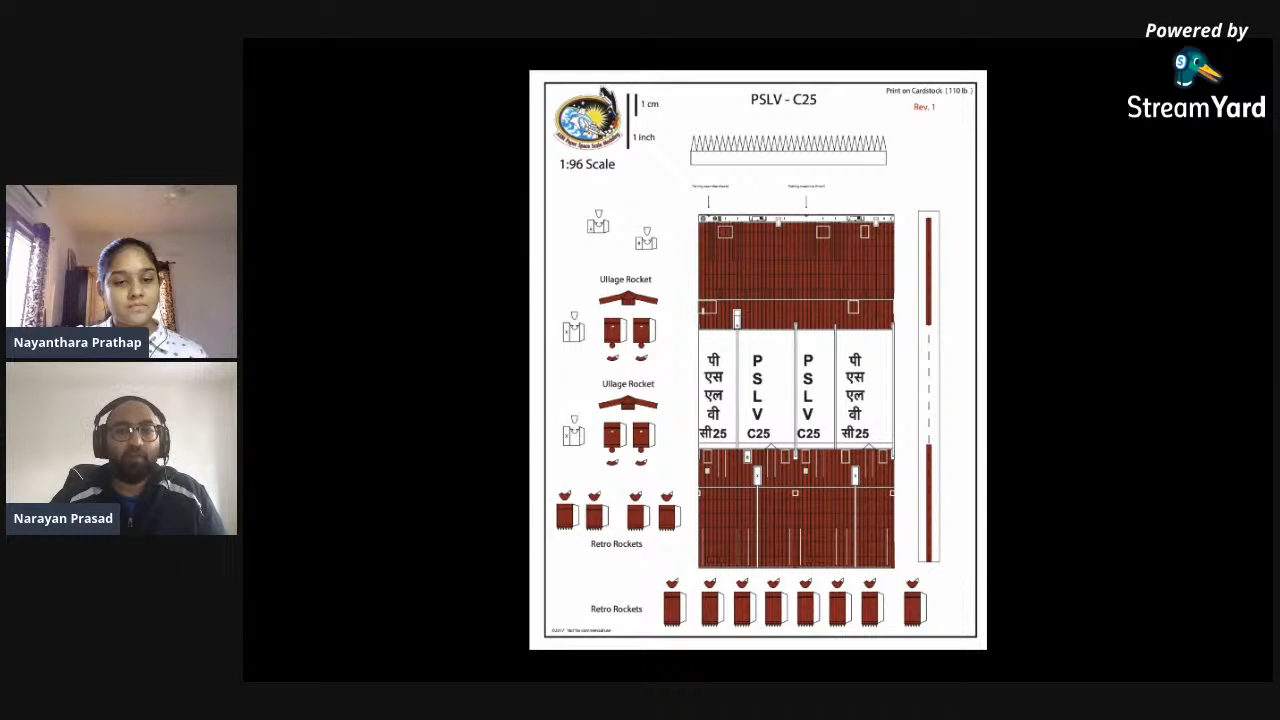 Powered by
StreamYard
Print on Cardstock ( 110 lb )
PSLV - C25
Rev. 1
1 cm
1 inch
1:96 Scale
Ullage Rocket
पी
एस
एल
वी
सी25
P
S
L
V
C25
P
S
L
V
C25
पी
एस
एल
वी
सी25
Ullage Rocket
Retro Rockets
Retro Rockets
Nayanthara Prathap
Narayan Prasad